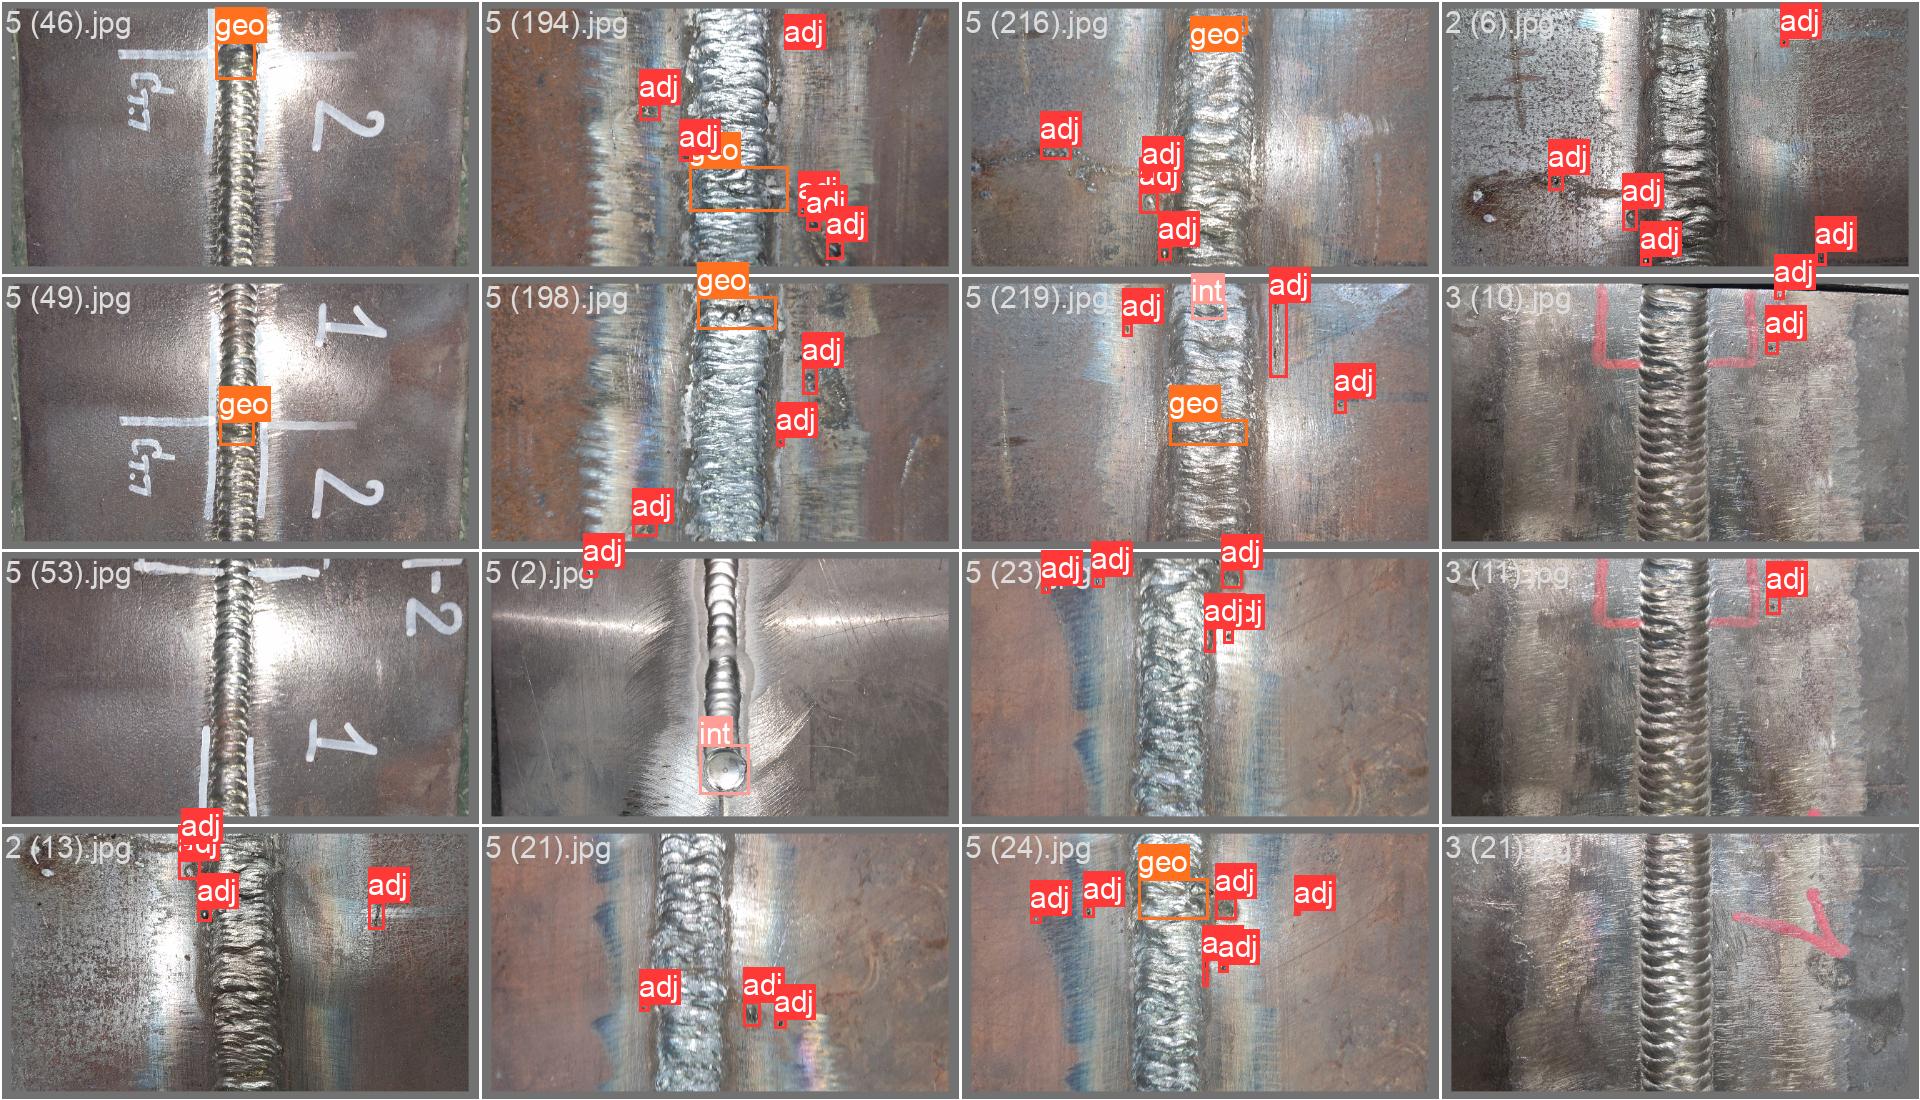 5 (46).jpg
geo
2
5 (194).jpg
adj
adj
adj
geo
adj
adj
adj
5 (216).jpg
geo
adj
adj
adj
adj
2 (6).jpg
adj
adj
adj
adj
adj
5 (49).jpg
1
geo
2
5 (198).jpg
geo
adj
adj
adj
5 (219).jpg
adj
int
adj
geo
adj
3 (10).jpg
adj
adj
5 (53).jpg
1-2
1
5 (2).jpg
adj
int
5 (23).jpg
adj
adj
adj
adj
adj
3 (11).jpg
adj
2 (13).jpg
adj
adj
adj
adj
5 (21).jpg
adj
adj
adj
5 (24).jpg
geo
adj
adj
adj
adj
adj
3 (21).jpg